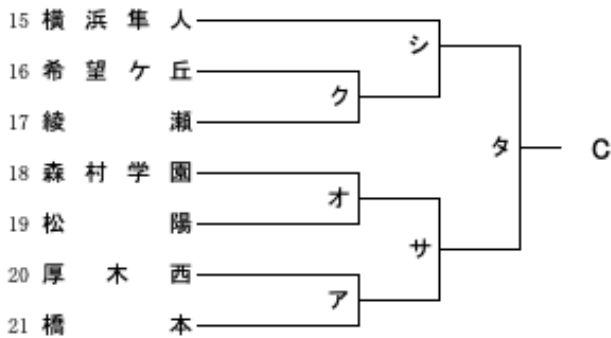 15 横浜隼人
シ
16 希望ケ丘
ク
17 綾瀬
タ C
18 森村学園
オ
19 松陽
サ
20 厚木西
ア
21 橋本